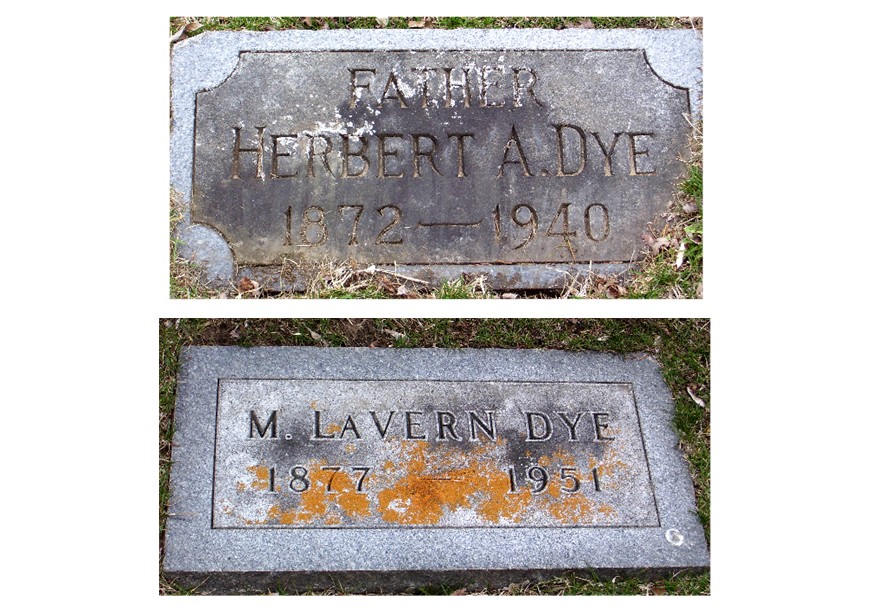 FATHER
HERBERT A. DYE
1872 — 1940
M. LAVERN DYE
1877 — 1951